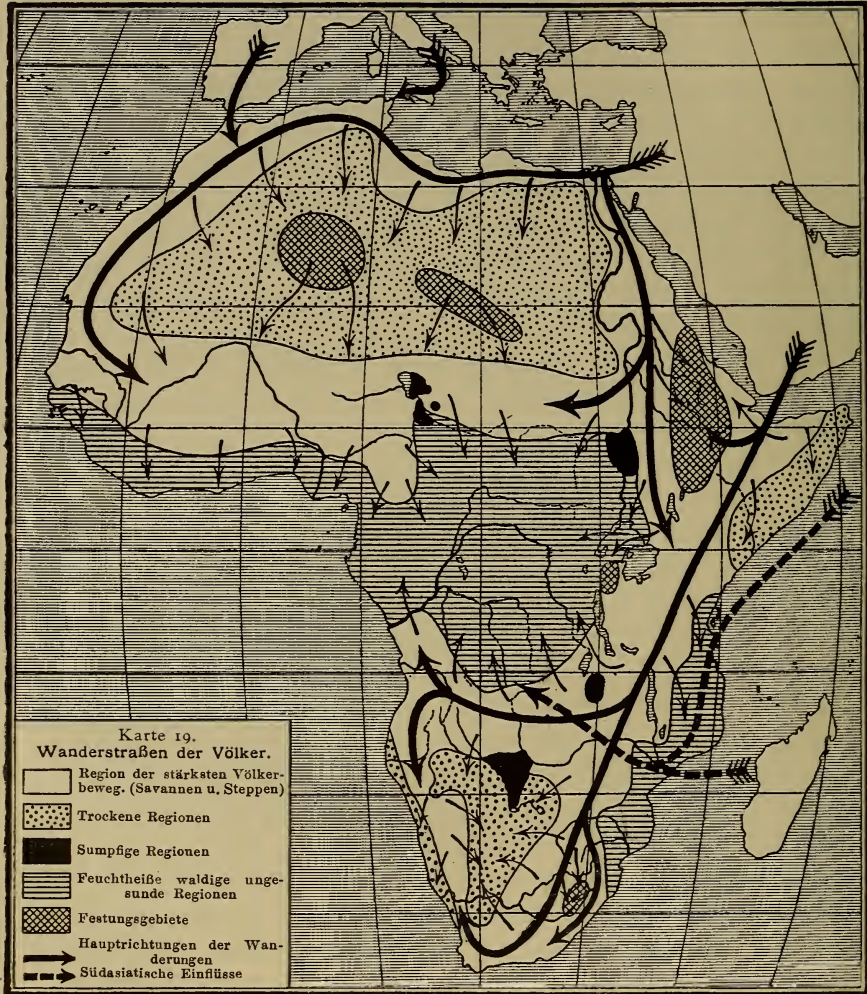 Karte 19.
Wanderstraßen der Völker.
Region der stärksten Völker-
beweg. (Savannen u. Steppen)
Trockene Regionen
Sumpfige Regionen
Feuchtheiße waldige unge-
sunde Regionen
Festungsgebiete
Hauptrichtungen der Wan-
derungen
Südasiatische Einflüsse